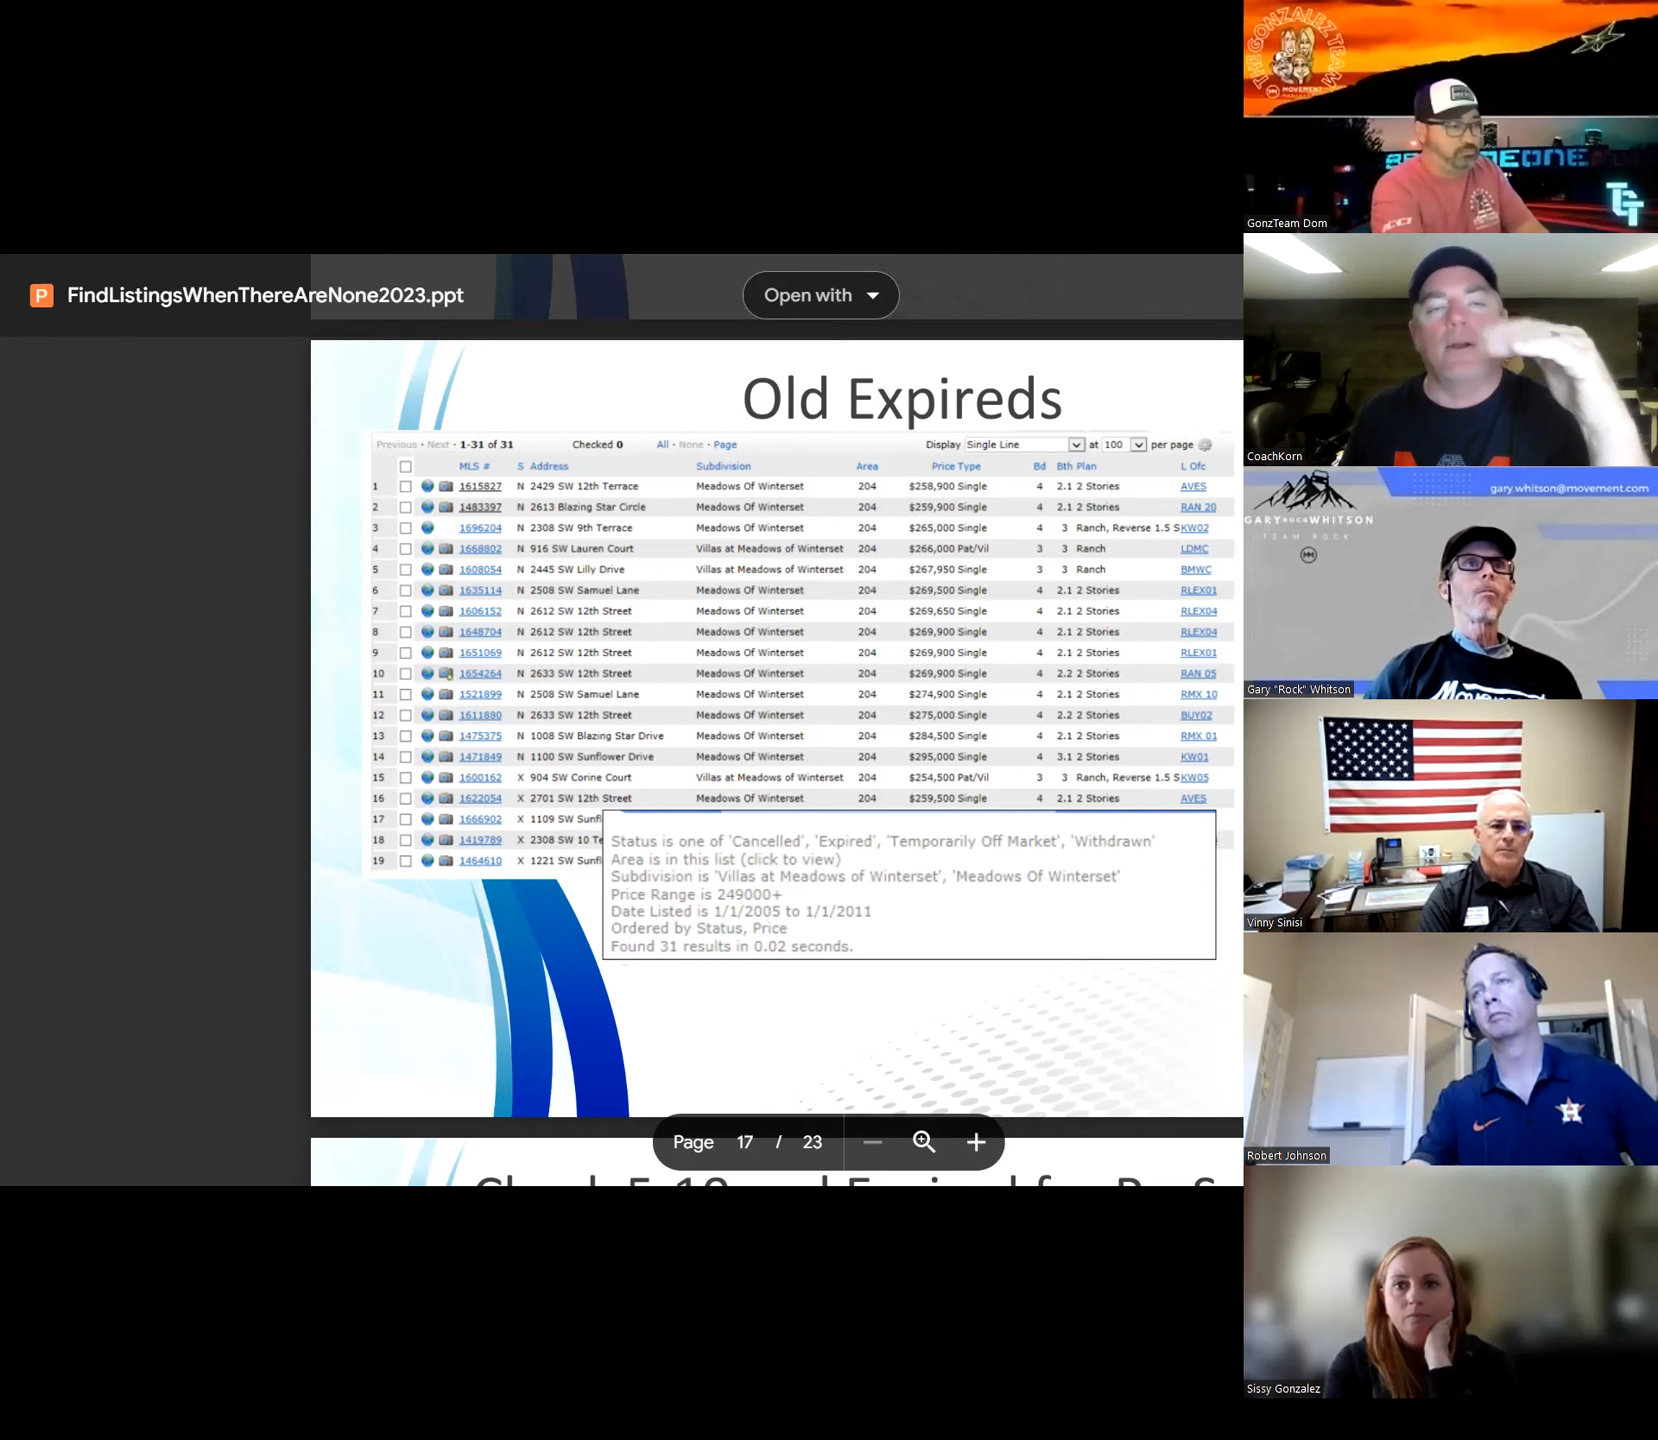 FindListingsWhenThereAreNone2023.ppt
Open with
Old Expireds
Previous · Next · 1-31 of 31 Checked 0 All · None · Page Display Single Line at 100 per page
MLS # S Address Subdivision Area Price Type Bd Bth Plan L Ofc
1 1615827 N 2429 SW 12th Terrace Meadows Of Winterset 204 $258,900 Single 4 2.1 2 Stories AVES
2 1483397 N 2613 Blazing Star Circle Meadows Of Winterset 204 $259,900 Single 4 2.1 2 Stories RAN 20
3 1696204 N 2308 SW 9th Terrace Meadows Of Winterset 204 $265,000 Single 4 3 Ranch, Reverse 1.5 S KW02
4 1668802 N 916 SW Lauren Court Villas at Meadows of Winterset 204 $266,000 Pat/Vil 3 3 Ranch LDMC
5 1608054 N 2445 SW Lilly Drive Villas at Meadows of Winterset 204 $267,950 Single 3 3 Ranch BMWC
6 1635114 N 2508 SW Samuel Lane Meadows Of Winterset 204 $269,500 Single 4 2.1 2 Stories RLEX01
7 1606152 N 2612 SW 12th Street Meadows Of Winterset 204 $269,650 Single 4 2.1 2 Stories RLEX04
8 1648704 N 2612 SW 12th Street Meadows Of Winterset 204 $269,900 Single 4 2.1 2 Stories RLEX04
9 1651069 N 2612 SW 12th Street Meadows Of Winterset 204 $269,900 Single 4 2.1 2 Stories RLEX01
10 1654264 N 2633 SW 12th Street Meadows Of Winterset 204 $269,900 Single 4 2.2 2 Stories RAN 05
11 1521899 N 2508 SW Samuel Lane Meadows Of Winterset 204 $274,900 Single 4 2.1 2 Stories RMX 10
12 1611880 N 2633 SW 12th Street Meadows Of Winterset 204 $275,000 Single 4 2.2 2 Stories BUY02
13 1475375 N 1008 SW Blazing Star Drive Meadows Of Winterset 204 $284,500 Single 4 2.1 2 Stories RMX 01
14 1471849 N 1100 SW Sunflower Drive Meadows Of Winterset 204 $295,000 Single 4 3.1 2 Stories KW01
15 1600162 X 904 SW Corine Court Villas at Meadows of Winterset 204 $254,500 Pat/Vil 3 3 Ranch, Reverse 1.5 S KW05
16 1622054 X 2701 SW 12th Street Meadows Of Winterset 204 $259,500 Single 4 2.1 2 Stories AVES
17 1666902 X 1109 SW Sunfl
18 1419789 X 2308 SW 10 Te
19 1464610 X 1221 SW Sunfl
Status is one of 'Cancelled', 'Expired', 'Temporarily Off Market', 'Withdrawn'
Area is in this list (click to view)
Subdivision is 'Villas at Meadows of Winterset', 'Meadows Of Winterset'
Price Range is 249000+
Date Listed is 1/1/2005 to 1/1/2011
Ordered by Status, Price
Found 31 results in 0.02 seconds.
Page 17 / 23
THE GONZALEZ TEAM
MOVEMENT
GonzTeam Dom
CoachKorn
gary.whitson@movement.com
GARY ROCK WHITSON
TEAM ROCK
Movement
Gary "Rock" Whitson
Vinny Sinisi
H
Robert Johnson
Sissy Gonzalez